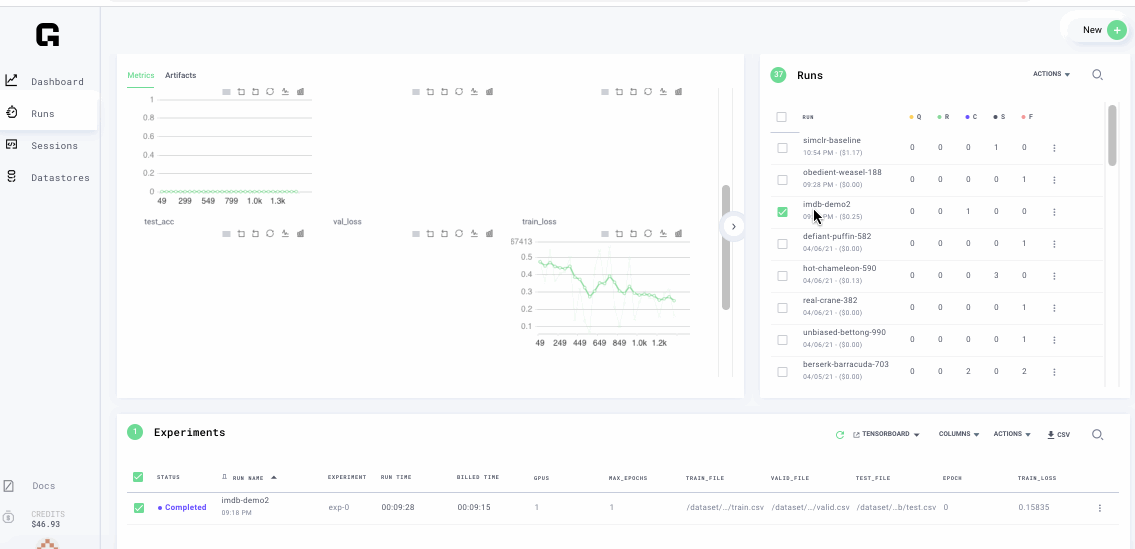 New +
Dashboard
Runs
Sessions
Datastores
Docs
CREDITS
$46.93
Metrics Artifacts
1
0.8
0.6
0.4
0.2
0
49 299 549 799 1.0k 1.3k
test_acc val_loss train_loss
67413
0.5
0.4
0.3
0.2
0.1
49 249 449 649 849 1.0k 1.2k
37 Runs ACTIONS
RUN Q R C S F
simclr-baseline 0 0 0 1 0
10:54 PM - ($1.17)
obedient-weasel-188 0 0 0 0 1
09:28 PM - ($0.00)
imdb-demo2 0 0 1 0 0
PM - ($0.25)
defiant-puffin-582 0 0 0 0 1
04/06/21 - ($0.00)
hot-chameleon-590 0 0 0 3 0
04/06/21 - ($0.13)
real-crane-382 0 0 0 0 1
04/06/21 - ($0.00)
unbiased-bettong-990 0 0 0 0 1
04/06/21 - ($0.00)
berserk-barracuda-703 0 0 2 0 2
04/05/21 - ($0.00)
1 Experiments TENSORBOARD COLUMNS ACTIONS CSV
STATUS RUN NAME EXPERIMENT RUN TIME BILLED TIME GPUS MAX_EPOCHS TRAIN_FILE VALID_FILE TEST_FILE EPOCH TRAIN_LOSS
Completed imdb-demo2 exp-0 00:09:28 00:09:15 1 1 /dataset/.../train.csv /dataset/.../valid.csv /dataset/...b/test.csv 0 0.15835
09:18 PM